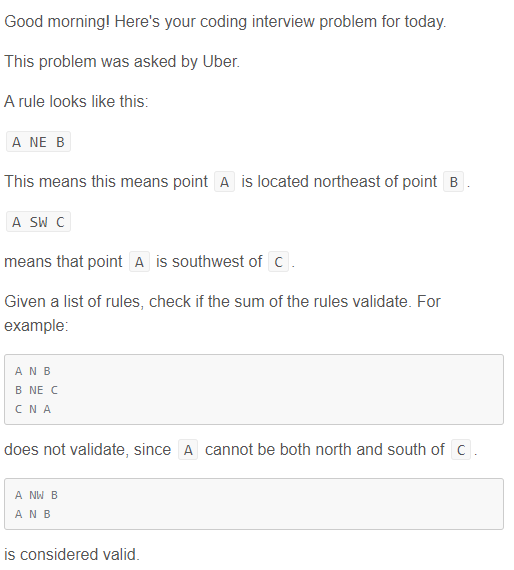 Good morning! Here's your coding interview problem for today.
This problem was asked by Uber.
A rule looks like this:
A NE B
This means this means point A is located northeast of point B.
A SW C
means that point A is southwest of C.
Given a list of rules, check if the sum of the rules validate. For
example:
A N B
B NE C
C N A
does not validate, since A cannot be both north and south of C.
A NW B
A N B
is considered valid.